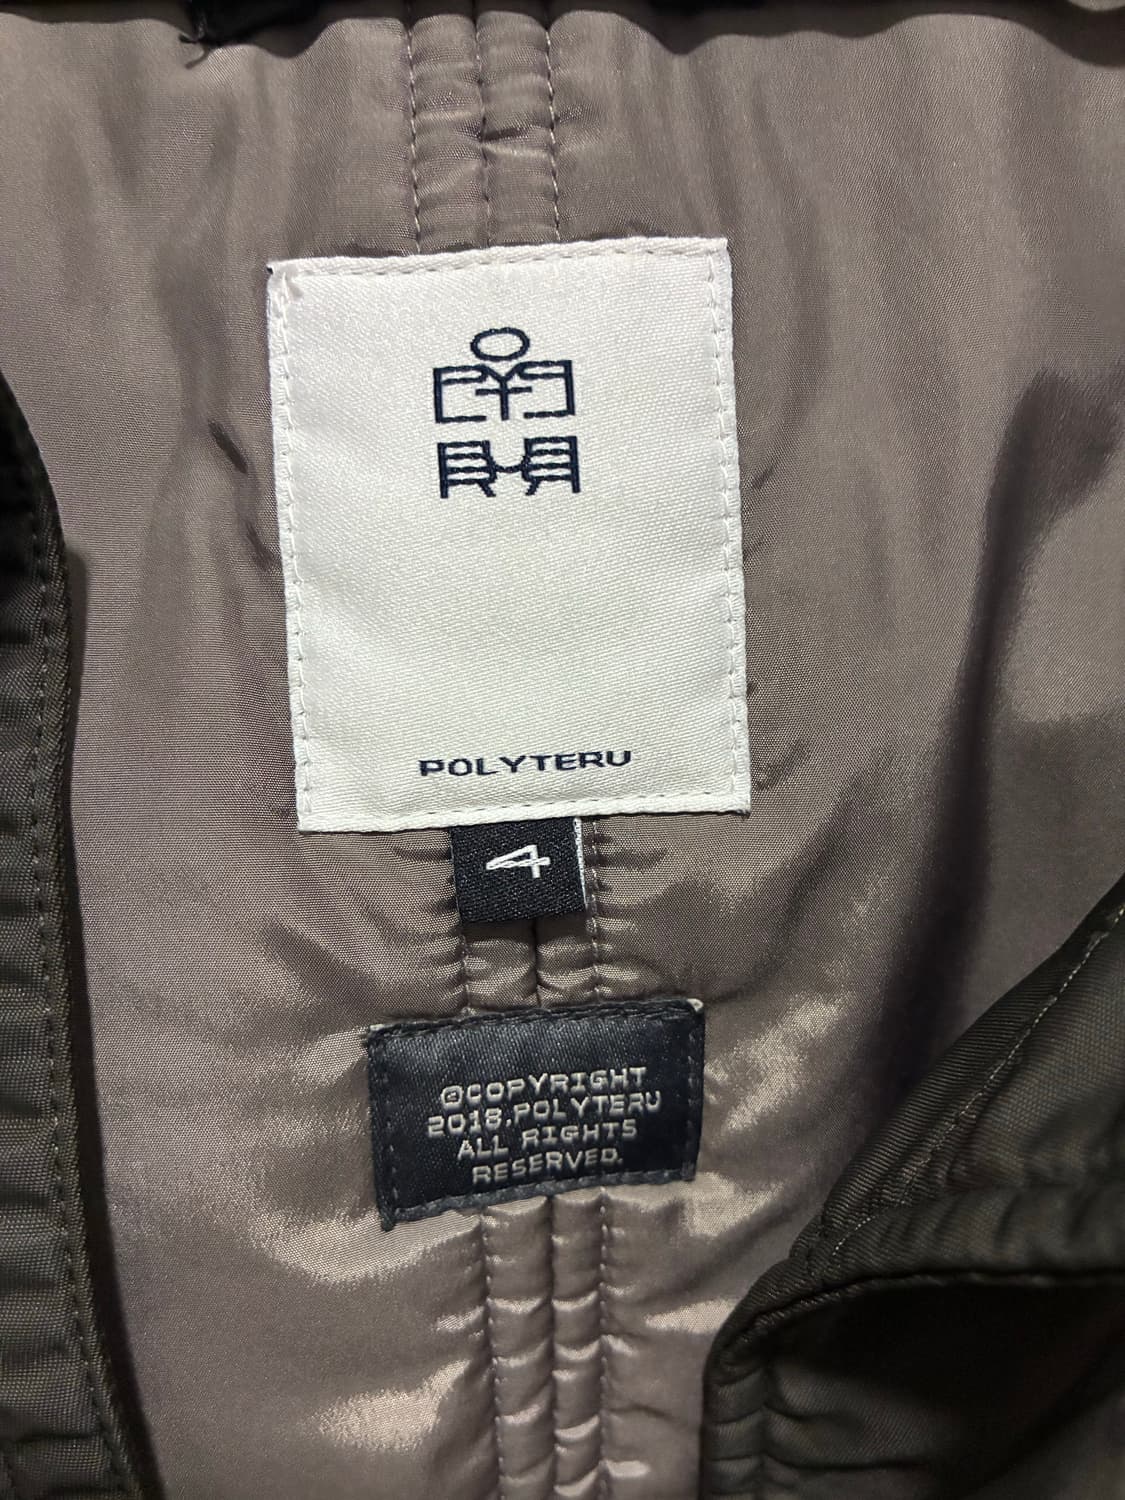 POLYTERU
4
©COPYRIGHT
2018.POLYTERU
ALL RIGHTS
RESERVED.